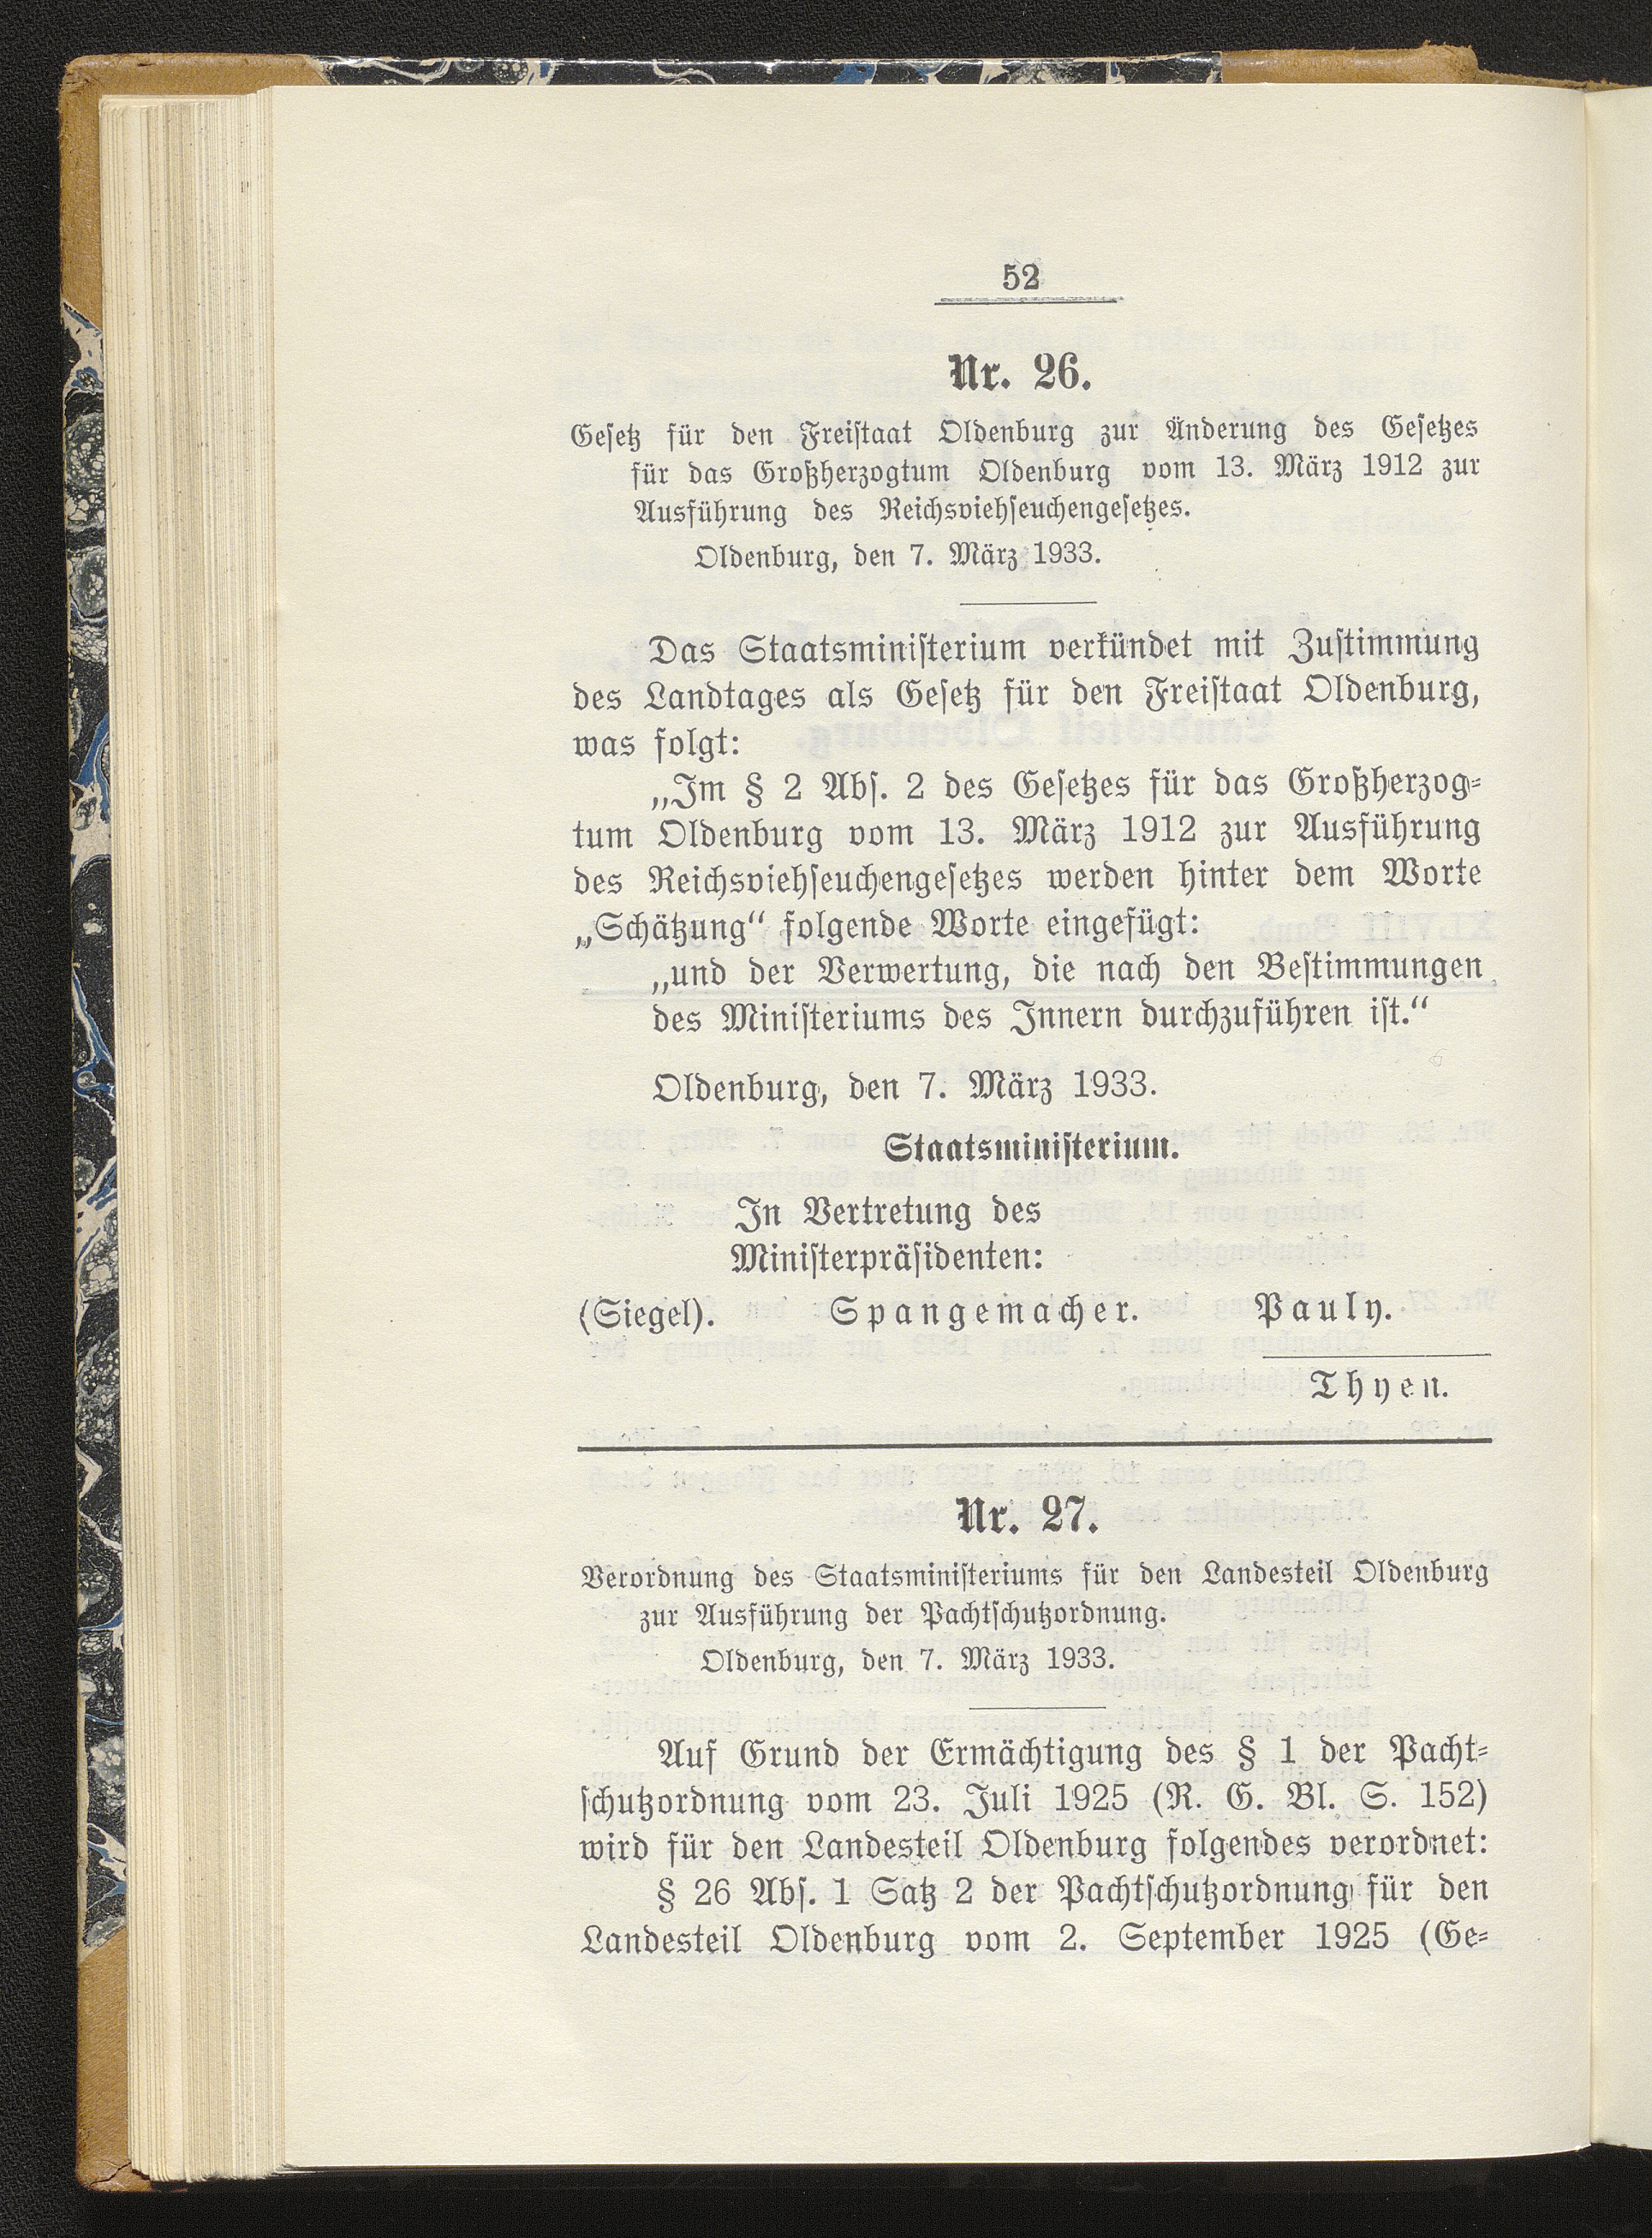 52
Nr. 26.
Gesetz für den Freistaat Oldenburg zur Änderung des Gesetzes
für das Großherzogtum Oldenburg vom 13. März 1912 zur
Ausführung des Reichsviehseuchengesetzes.
Oldenburg, den 7. März 1933.
Das Staatsministerium verkündet mit Zustimmung
des Landtages als Gesetz für den Freistaat Oldenburg,
was folgt:
„Im § 2 Abs. 2 des Gesetzes für das Großherzog-
tum Oldenburg vom 13. März 1912 zur Ausführung
des Reichsviehseuchengesetzes werden hinter dem Worte
„Schätzung“ folgende Worte eingefügt:
„und der Verwertung, die nach den Bestimmungen
des Ministeriums des Innern durchzuführen ist.“
Oldenburg, den 7. März 1933.
Staatsministerium.
In Vertretung des
Ministerpräsidenten:
(Siegel). Spangemacher. Pauly.
Thyen.
Nr. 27.
Verordnung des Staatsministeriums für den Landesteil Oldenburg
zur Ausführung der Pachtschutzordnung.
Oldenburg, den 7. März 1933.
Auf Grund der Ermächtigung des § 1 der Pacht-
schutzordnung vom 23. Juli 1925 (R. G. Bl. S. 152)
wird für den Landesteil Oldenburg folgendes verordnet:
§ 26 Abs. 1 Satz 2 der Pachtschutzordnung für den
Landesteil Oldenburg vom 2. September 1925 (Ge-